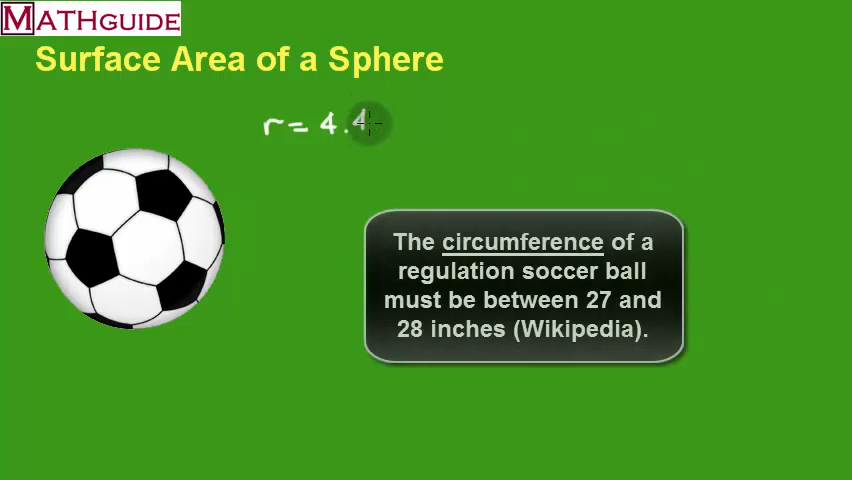 MATHGUIDE
Surface Area of a Sphere
r = 4.4
The circumference of a
regulation soccer ball
must be between 27 and
28 inches (Wikipedia).